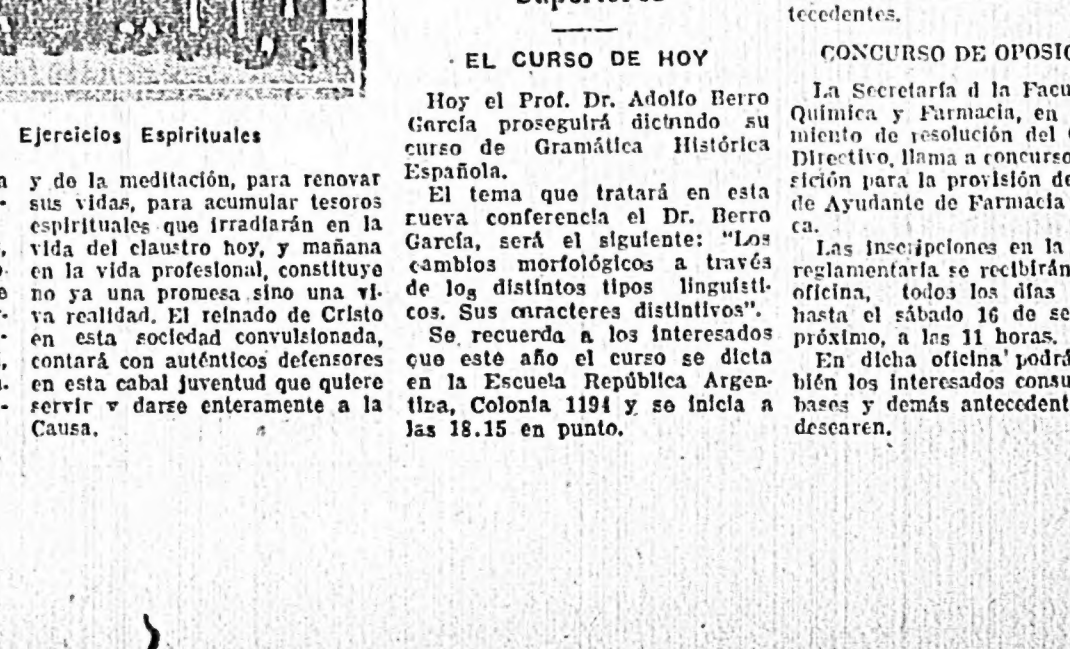 Ejercicios Espirituales
y de la meditación, para renovar
sus vidas, para acumular tesoros
espirituales que irradiarán en la
vida del claustro hoy, y mañana
en la vida profesional, constituye
no ya una promesa sino una vi-
va realidad. El reinado de Cristo
en esta sociedad convulsionada,
contará con auténticos defensores
en esta cabal juventud que quiere
servir y darse enteramente a la
Causa.
EL CURSO DE HOY
Hoy el Prof. Dr. Adolfo Berro
García proseguirá dictando su
curso de Gramática Histórica
Española.
El tema que tratará en esta
nueva conferencia el Dr. Berro
García, será el siguiente: "Los
cambios morfológicos a través
de los distintos tipos linguísti-
cos. Sus caracteres distintivos".
Se recuerda a los interesados
que este año el curso se dicta
en la Escuela República Argen-
tina, Colonia 1194 y se inicia a
las 18.15 en punto.
tecedentes.
CONCURSO DE OPOSIC
La Secretaría d la Facu
Química y Farmacia, en
miento de resolución del
Directivo, llama a concurso
sición para la provisión de
de Ayudante de Farmacia
ca.
Las inscripciones en la
reglamentaria se recibirán
oficina, todos los días
hasta el sábado 16 de se
próximo, a las 11 horas.
En dicha oficina podrá
bién los interesados consu
bases y demás antecedent
desearen.